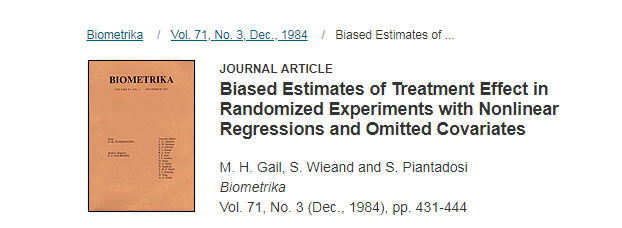 Biometrika / Vol. 71, No. 3, Dec., 1984 / Biased Estimates of ...
BIOMETRIKA
JOURNAL ARTICLE
Biased Estimates of Treatment Effect in
Randomized Experiments with Nonlinear
Regressions and Omitted Covariates
M. H. Gail, S. Wieand and S. Piantadosi
Biometrika
Vol. 71, No. 3 (Dec., 1984), pp. 431-444